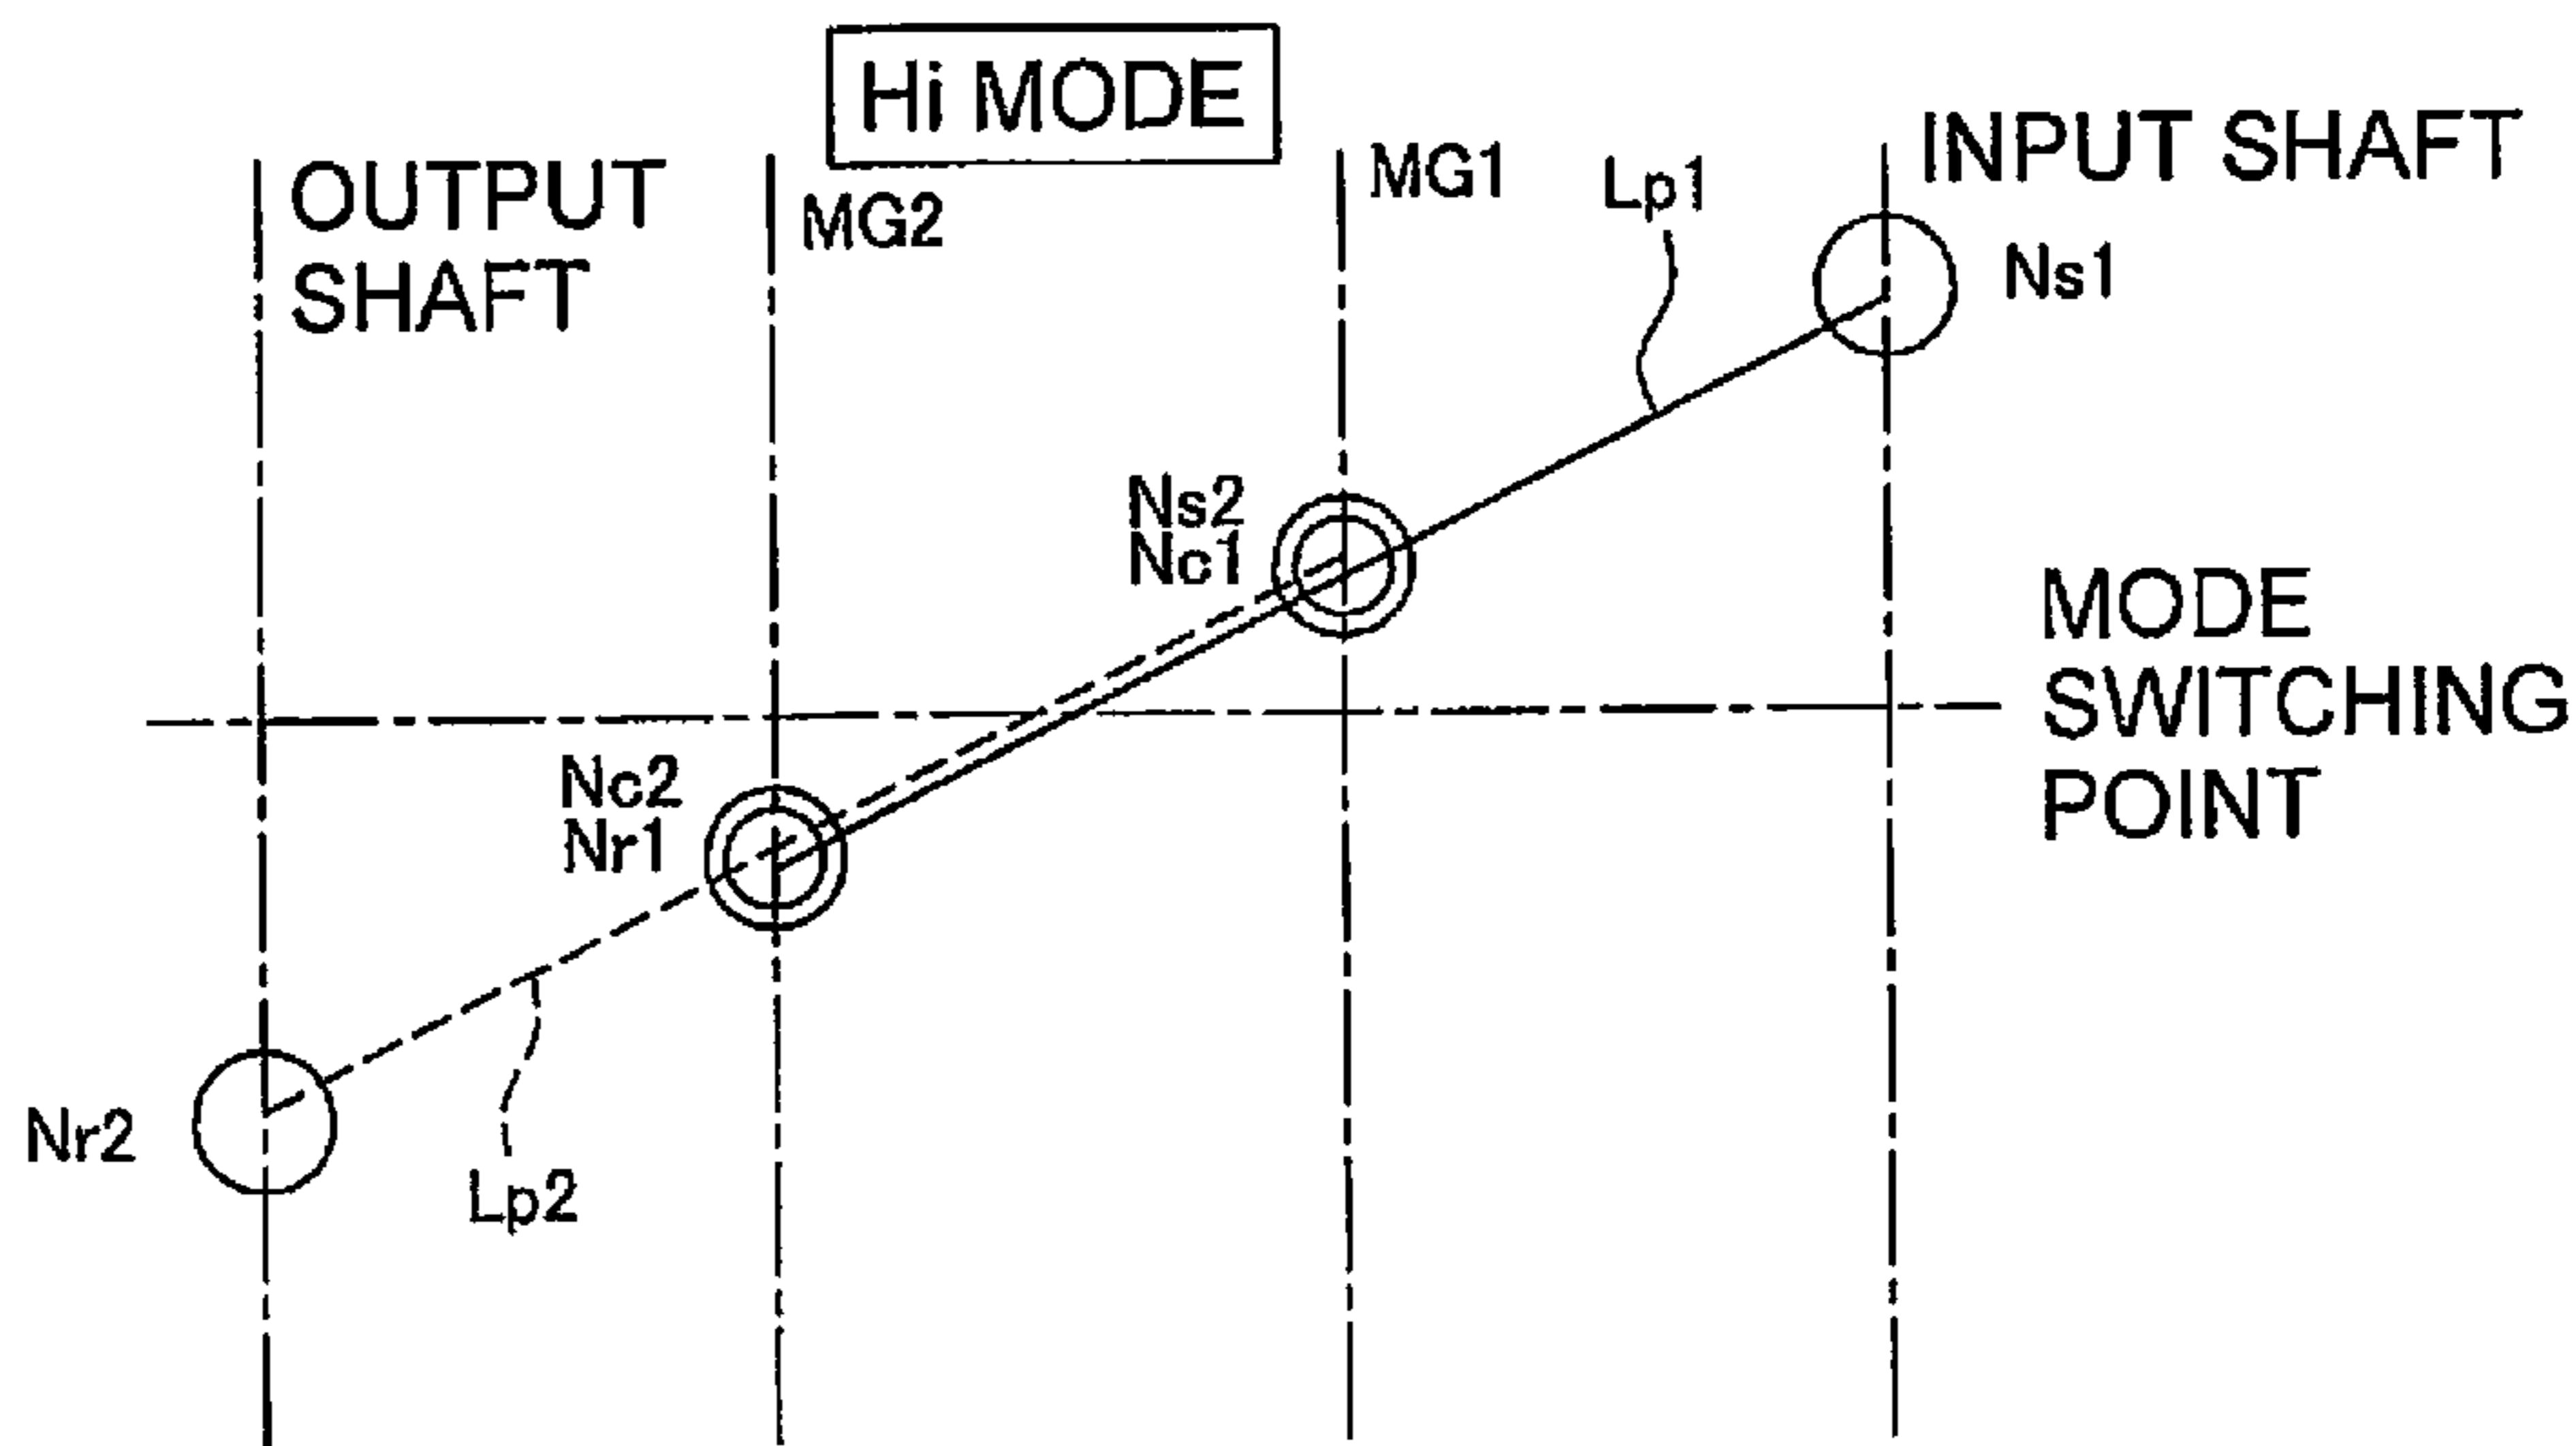 Hi MODE
OUTPUT
SHAFT
MG2
MG1
Lp1
INPUT SHAFT
Ns1
Ns2
Nc1
MODE
SWITCHING
POINT
Nc2
Nr1
Nr2
Lp2